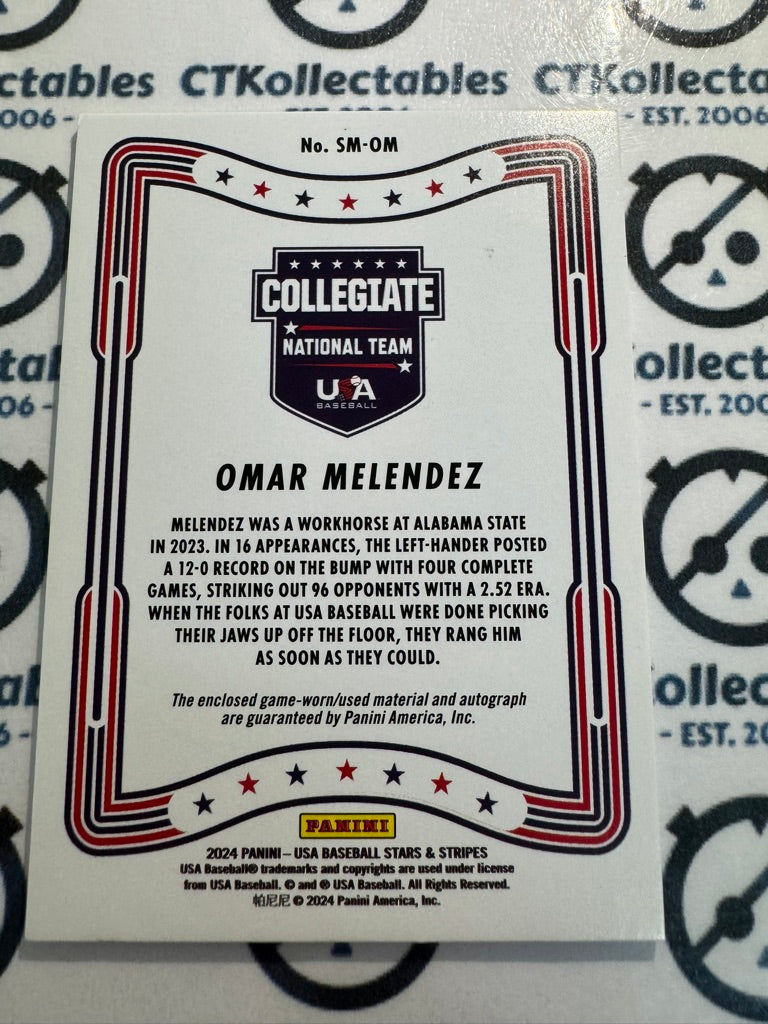 ctables CTKollectables CTKollecta
2006 - - EST. 2006
No. SM-OM
COLLEGIATE
NATIONAL TEAM
USA
BASEBALL
OMAR MELENDEZ
MELENDEZ WAS A WORKHORSE AT ALABAMA STATE
IN 2023. IN 16 APPEARANCES, THE LEFT-HANDER POSTED
A 12-0 RECORD ON THE BUMP WITH FOUR COMPLETE
GAMES, STRIKING OUT 96 OPPONENTS WITH A 2.52 ERA.
WHEN THE FOLKS AT USA BASEBALL WERE DONE PICKING
THEIR JAWS UP OFF THE FLOOR, THEY RANG HIM
AS SOON AS THEY COULD.
The enclosed game-worn/used material and autograph
are guaranteed by Panini America, Inc.
PANINI
2024 PANINI – USA BASEBALL STARS & STRIPES
USA Baseball® trademarks and copyrights are used under license
from USA Baseball. © and ® USA Baseball. All Rights Reserved.
帕尼尼 © 2024 Panini America, Inc.
ollect
- EST. 200
ollec
- EST. 20